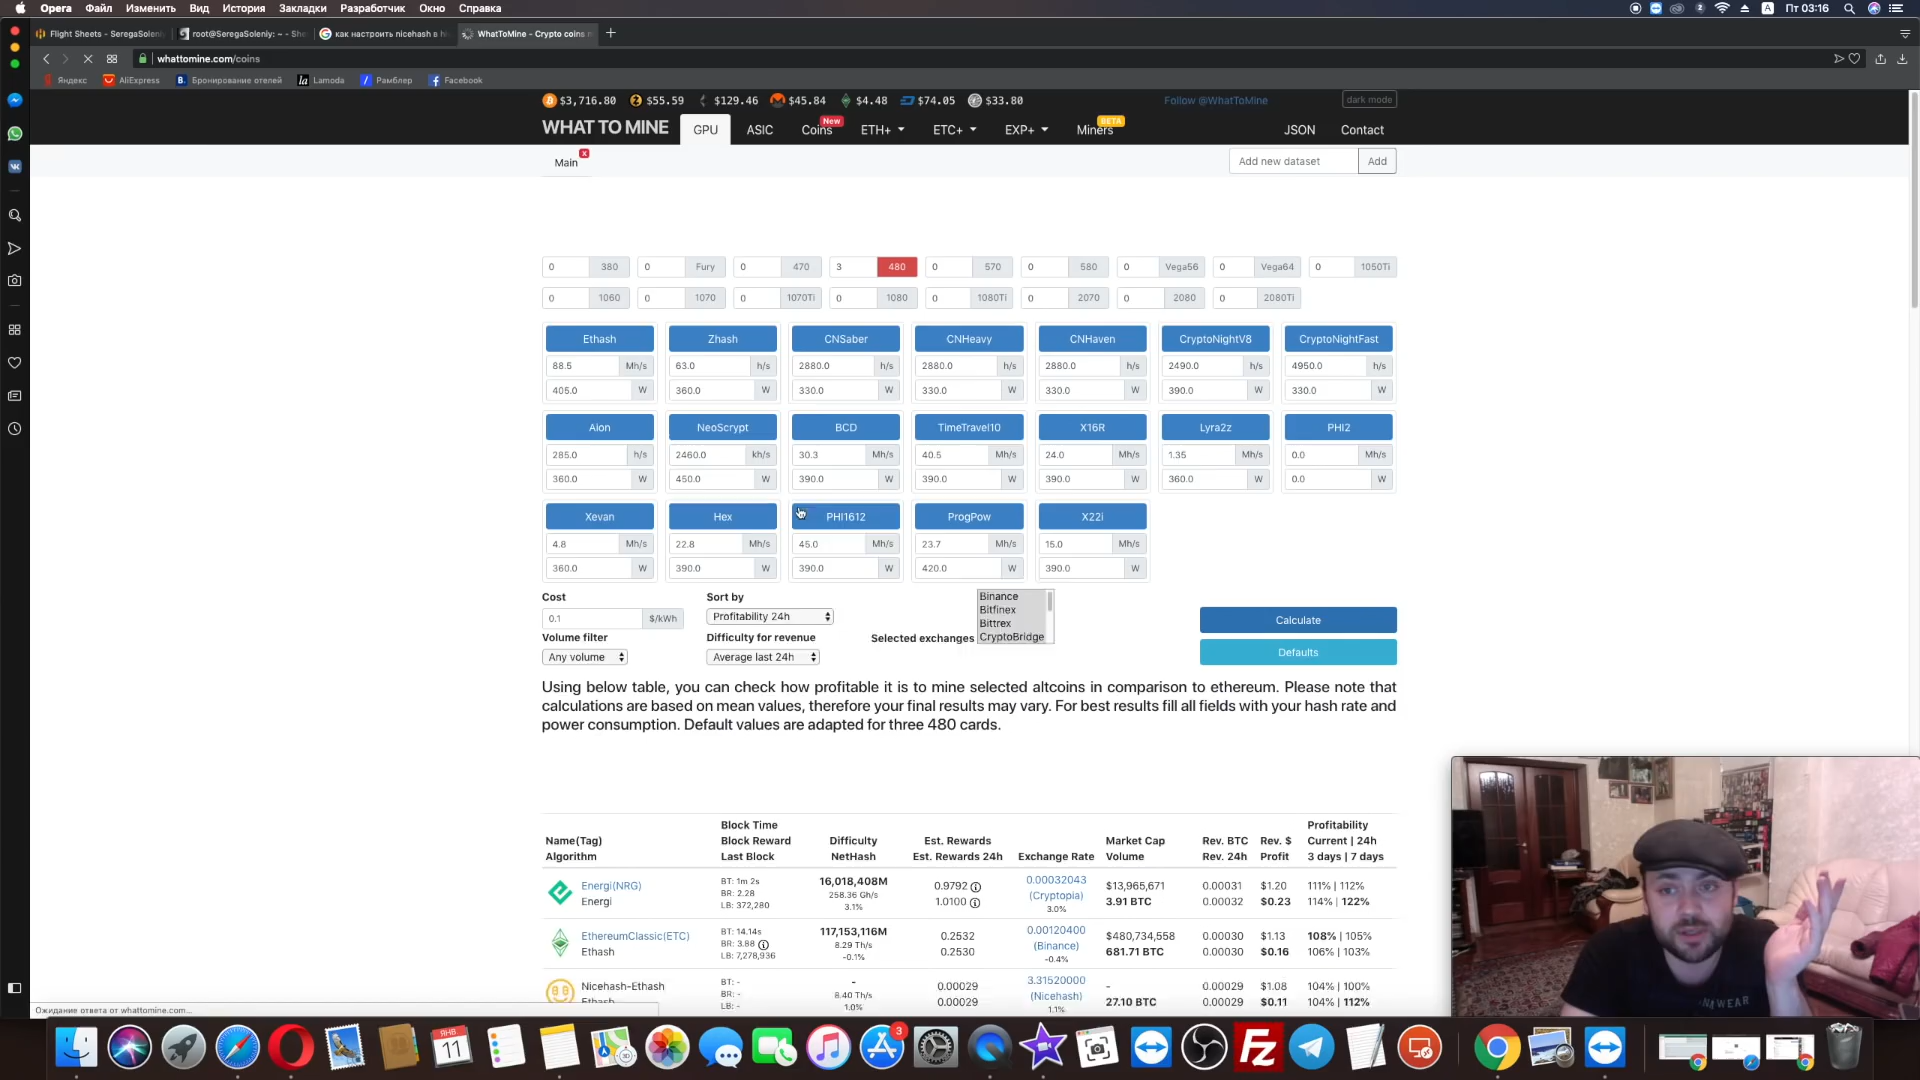 Opera Файл Изменить Вид История Закладки Разработчик Окно Справка A Пт 03:16
Flight Sheets - SeregaSoleni
root@SeregaSoleniy: ~ - She
как настроить nicehash в h
WhatToMine - Crypto coins
whattomine.com/coins
Яндекс AliExpress Бронирование отелей Lamoda Рамблер Facebook
$3,716.80 $55.59 $129.46 $45.84 $4.48 $74.05 $33.80 Follow @WhatToMine dark mode
WHAT TO MINE GPU ASIC Coins New ETH+ ETC+ EXP+ Miners BETA JSON Contact
Main x Add new dataset Add
0 380 0 Fury 0 470 3 480 0 570 0 580 0 Vega56 0 Vega64 0 1050Ti
0 1060 0 1070 0 1070Ti 0 1080 0 1080Ti 0 2070 0 2080 0 2080Ti
Ethash Zhash CNSaber CNHeavy CNHaven CryptoNightV8 CryptoNightFast
88.5 Mh/s 63.0 h/s 2880.0 h/s 2880.0 h/s 2880.0 h/s 2490.0 h/s 4950.0 h/s
405.0 W 360.0 W 330.0 W 330.0 W 330.0 W 390.0 W 330.0 W
Aion NeoScrypt BCD TimeTravel10 X16R Lyra2z PHI2
285.0 h/s 2460.0 kh/s 30.3 Mh/s 40.5 Mh/s 24.0 Mh/s 1.35 Mh/s 0.0 Mh/s
360.0 W 450.0 W 390.0 W 390.0 W 390.0 W 360.0 W 0.0 W
Xevan Hex PHI1612 ProgPow X22i
4.8 Mh/s 22.8 Mh/s 45.0 Mh/s 23.7 Mh/s 15.0 Mh/s
360.0 W 390.0 W 390.0 W 420.0 W 390.0 W
Cost Sort by
0.1 $/kWh Profitability 24h
Volume filter Difficulty for revenue
Any volume Average last 24h
Selected exchanges
Binance
Bitfinex
Bittrex
CryptoBridge
Calculate
Defaults
Using below table, you can check how profitable it is to mine selected altcoins in comparison to ethereum. Please note that
calculations are based on mean values, therefore your final results may vary. For best results fill all fields with your hash rate and
power consumption. Default values are adapted for three 480 cards.
Block Time Profitability
Name(Tag) Block Reward Difficulty Est. Rewards Market Cap Rev. BTC Rev. $ Current | 24h
Algorithm Last Block NetHash Est. Rewards 24h Exchange Rate Volume Rev. 24h Profit 3 days | 7 days
Energi(NRG) BT: 1m 2s 16,018,408M 0.9792 0.00032043 $13,965,671 0.00031 $1.20 111% | 112%
Energi BR: 2.28 258.36 Gh/s 1.0100 (Cryptopia) 3.91 BTC 0.00032 $0.23 114% | 122%
LB: 372,280 3.1% 3.0%
EthereumClassic(ETC) BT: 14.14s 117,153,116M 0.2532 0.00120400 $480,734,558 0.00030 $1.13 108% | 105%
Ethash BR: 3.88 8.29 Th/s 0.2530 (Binance) 681.71 BTC 0.00030 $0.16 106% | 103%
LB: 7,278,936 -0.1% -0.4%
Nicehash-Ethash BT: - - 0.00029 3.31520000 - 0.00029 $1.08 104% | 100%
Ethash BR: - 8.40 Th/s 0.00029 (Nicehash) 27.10 BTC 0.00029 $0.11 104% | 112%
LB: - 1.0% 1.1%
Ожидание ответа от whattomine.com...
ЯНВ
11
3
3D
Fz